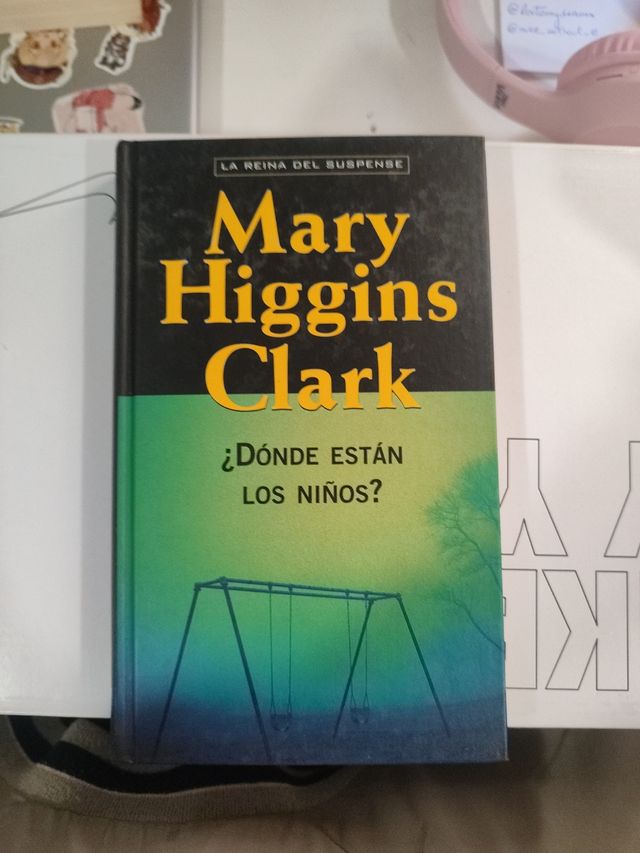 LA REINA DEL SUSPENSE
Mary
Higgins
Clark
¿DÓNDE ESTÁN
LOS NIÑOS?